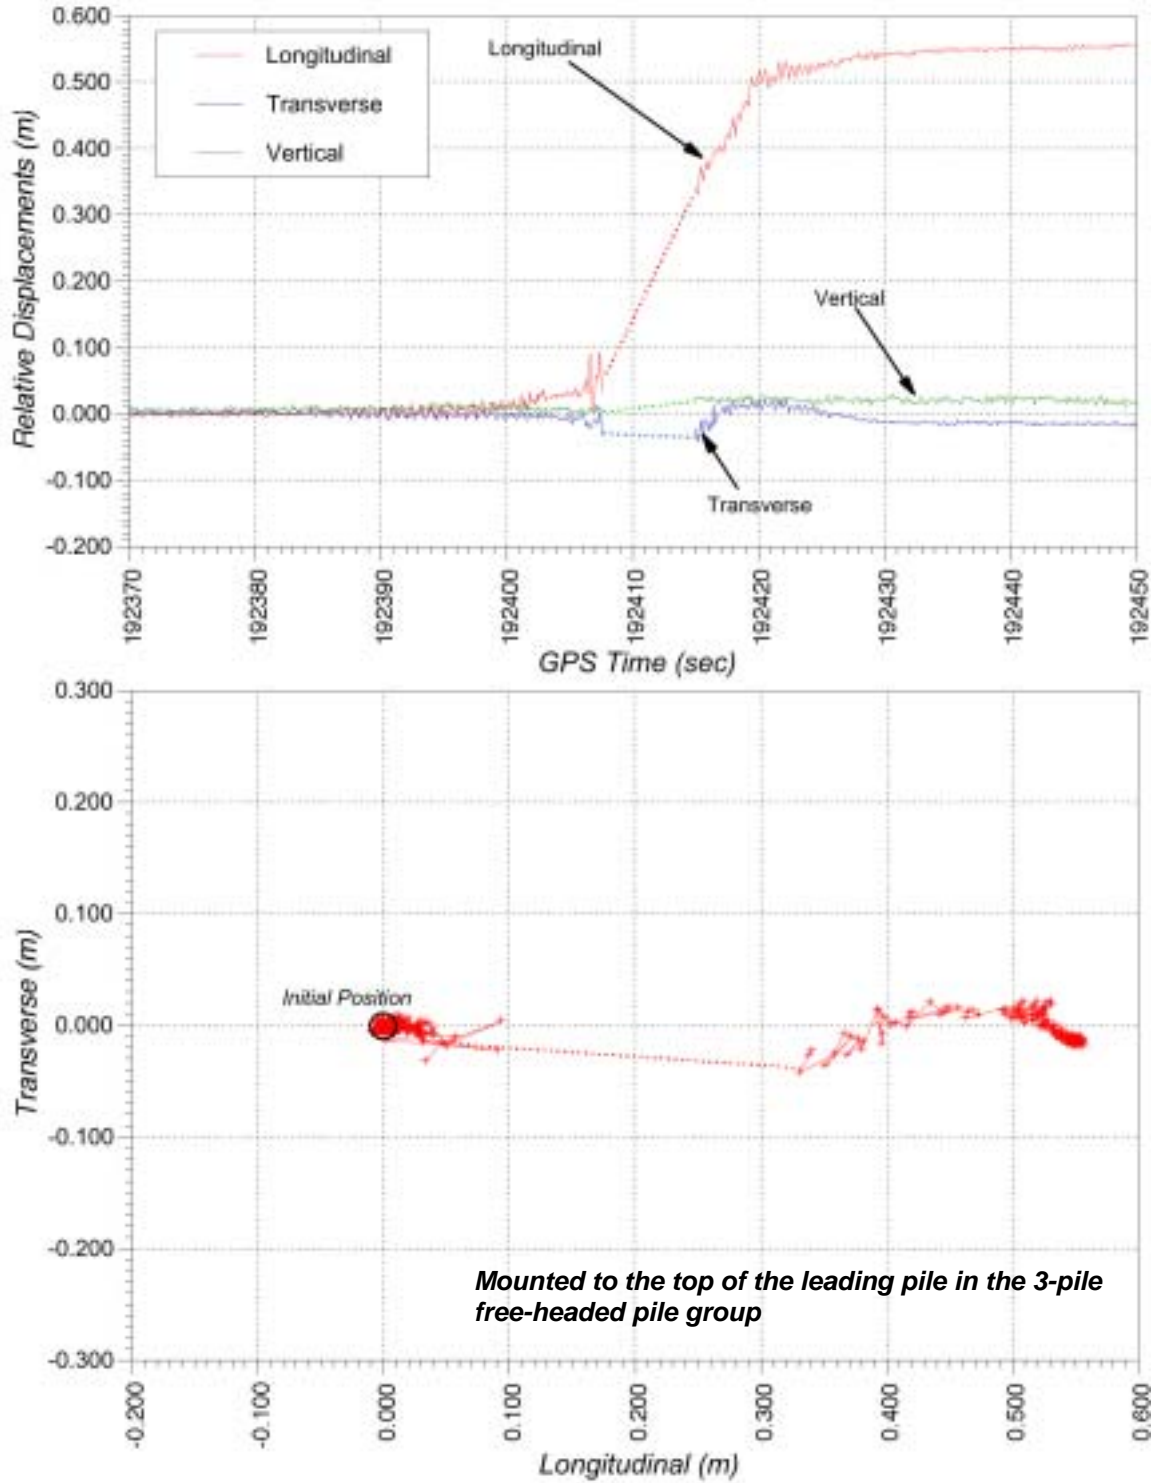 0.600
0.500
0.400
0.300
0.200
0.100
0.000
-0.100
-0.200
Relative Displacements (m)
Longitudinal
Transverse
Vertical
Longitudinal
Vertical
Transverse
192370
192380
192390
192400
192410
192420
192430
192440
192450
GPS Time (sec)
0.300
0.200
0.100
0.000
-0.100
-0.200
-0.300
Transverse (m)
Initial Position
Mounted to the top of the leading pile in the 3-pile
free-headed pile group
-0.200
-0.100
0.000
0.100
0.200
0.300
0.400
0.500
0.600
Longitudinal (m)